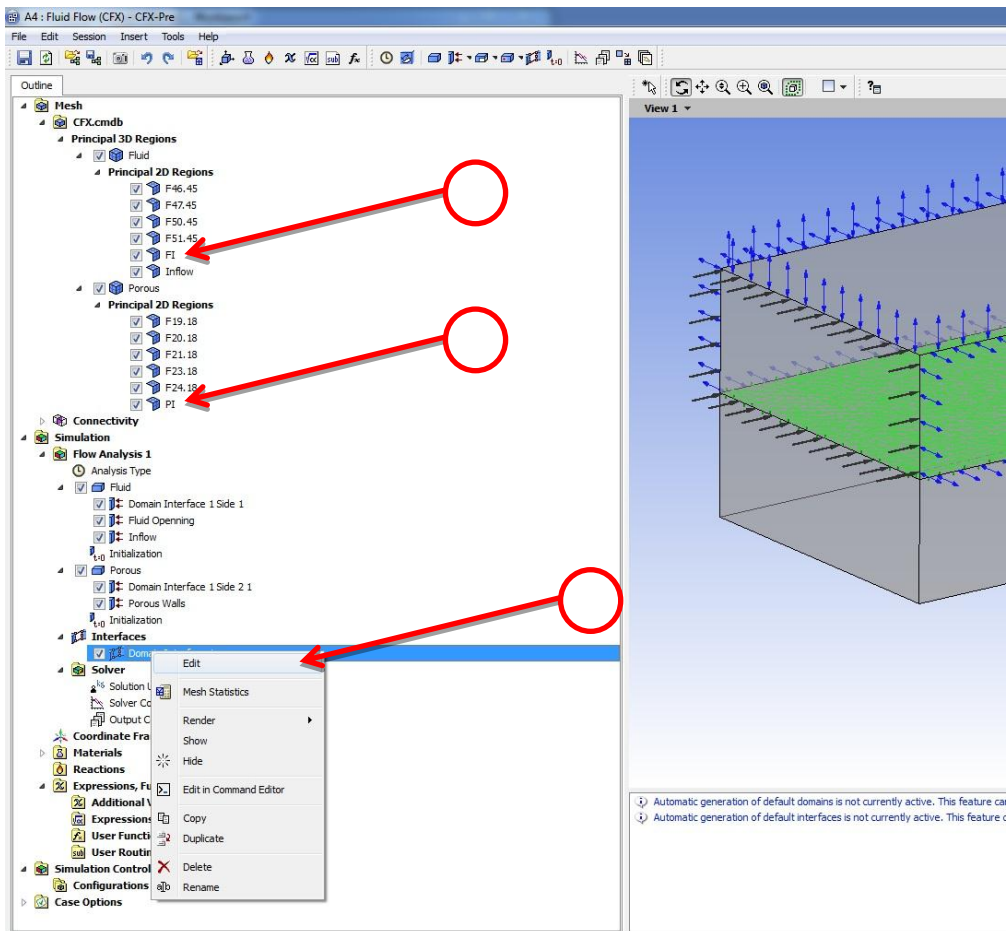 A4 : Fluid Flow (CFX) - CFX-Pre
File Edit Session Insert Tools Help
Outline
View 1
Mesh
CFX.cmdb
Principal 3D Regions
Fluid
Principal 2D Regions
F46.45
F47.45
F50.45
F51.45
FI
Inflow
Porous
Principal 2D Regions
F19.18
F20.18
F21.18
F23.18
F24.18
PI
Connectivity
Simulation
Flow Analysis 1
Analysis Type
Fluid
Domain Interface 1 Side 1
Fluid Openning
Inflow
Initialization
Porous
Domain Interface 1 Side 2 1
Porous Walls
Initialization
Interfaces
Doma
Solver
Solution U
Solver Co
Output C
Coordinate Fra
Materials
Reactions
Expressions, Fu
Additional V
Expressions
User Functi
User Routin
Simulation Control
Configurations
Case Options
Edit
Mesh Statistics
Render
Show
Hide
Edit in Command Editor
Copy
Duplicate
Delete
Rename
Automatic generation of default domains is not currently active. This feature can
Automatic generation of default interfaces is not currently active. This feature c